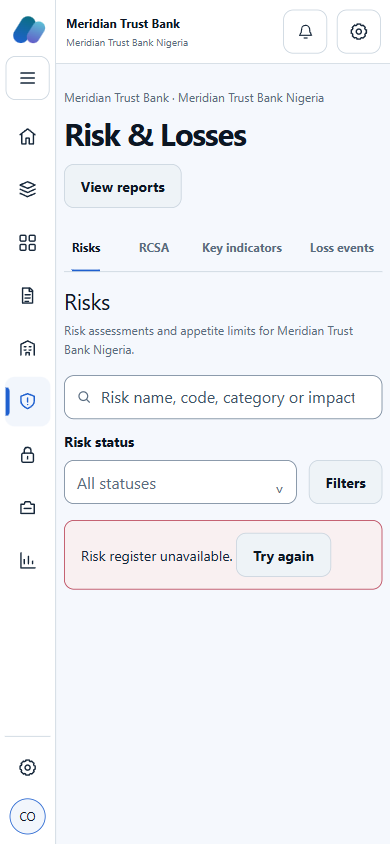 Meridian Trust Bank
Meridian Trust Bank Nigeria
Meridian Trust Bank · Meridian Trust Bank Nigeria
Risk & Losses
View reports
Risks RCSA Key indicators Loss events
Risks
Risk assessments and appetite limits for Meridian Trust
Bank Nigeria.
Risk name, code, category or impact
Risk status
All statuses v Filters
Risk register unavailable. Try again
CO